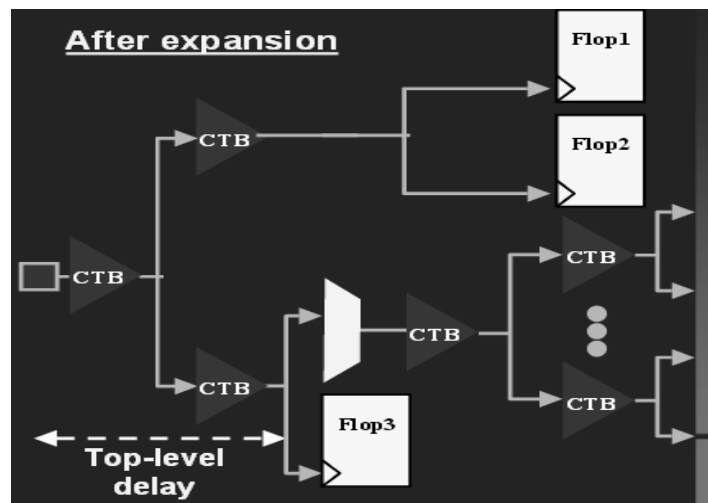 After expansion
Flop1
CTB
Flop2
CTB
CTB
CTB
CTB
CTB
Flop3
Top-level
delay